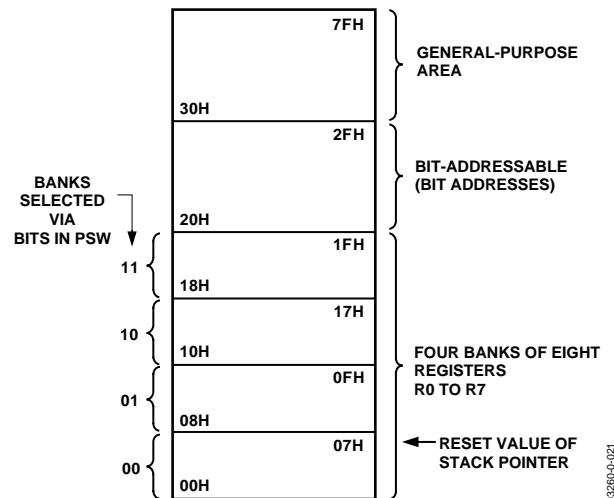 7FH
GENERAL-PURPOSE
AREA
30H
2FH
BIT-ADDRESSABLE
(BIT ADDRESSES)
BANKS
SELECTED
VIA
BITS IN PSW
20H
1FH
11
18H
17H
10
10H
FOUR BANKS OF EIGHT
REGISTERS
R0 TO R7
0FH
01
08H
07H
RESET VALUE OF
STACK POINTER
00
00H
3260-0-021